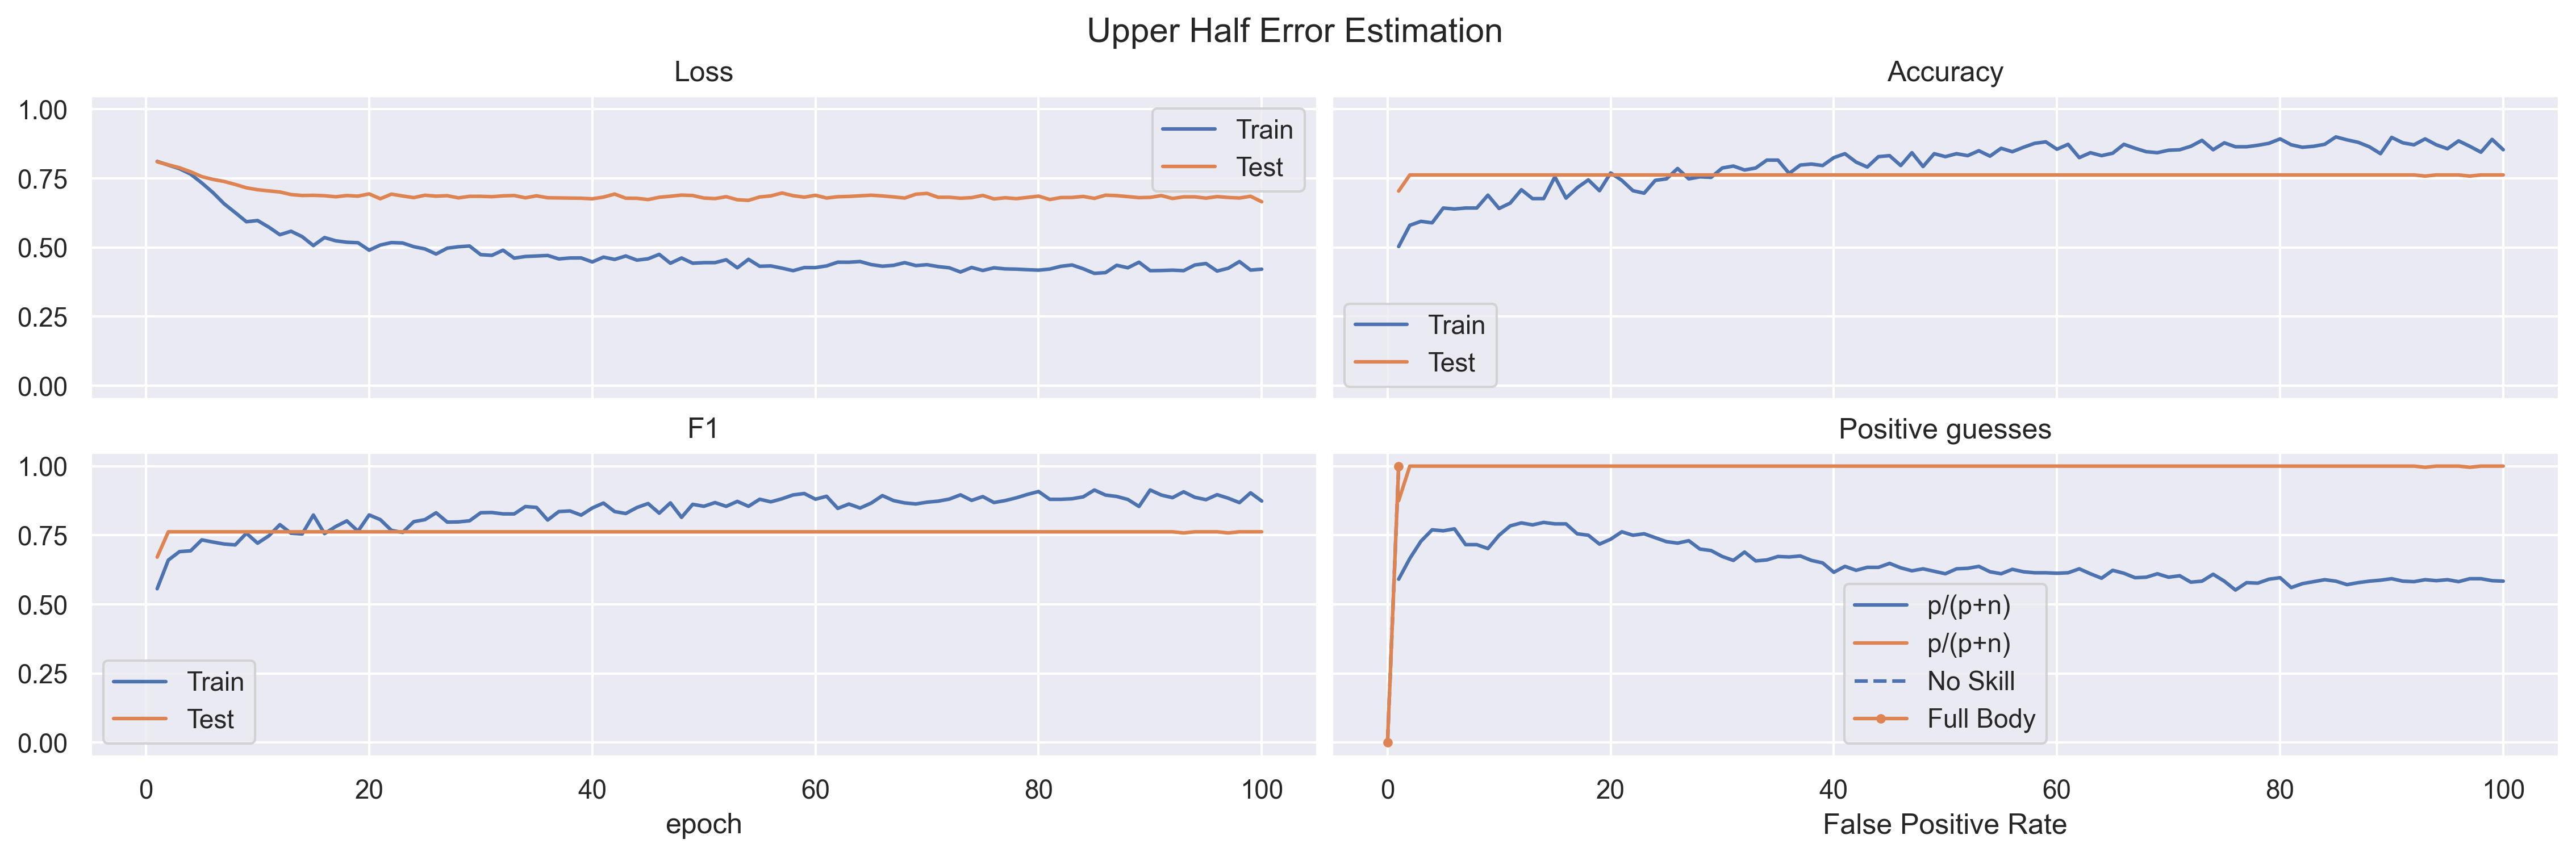 Upper Half Error Estimation
Loss
1.00
0.75
0.50
0.25
0.00
Train
Test
Accuracy
Train
Test
F1
1.00
0.75
0.50
0.25
0.00
Train
Test
0 20 40 60 80 100
epoch
Positive guesses
p/(p+n)
p/(p+n)
No Skill
Full Body
0 20 40 60 80 100
False Positive Rate